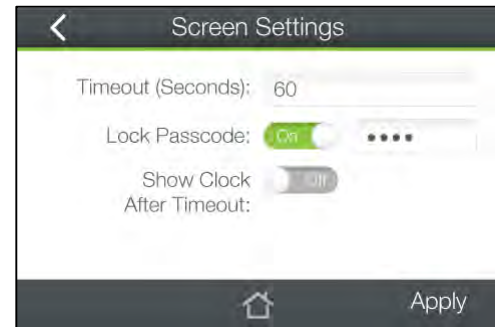 Screen Settings
Timeout (Seconds): 60
Lock Passcode: On ••••
Show Clock Off
After Timeout:
Apply